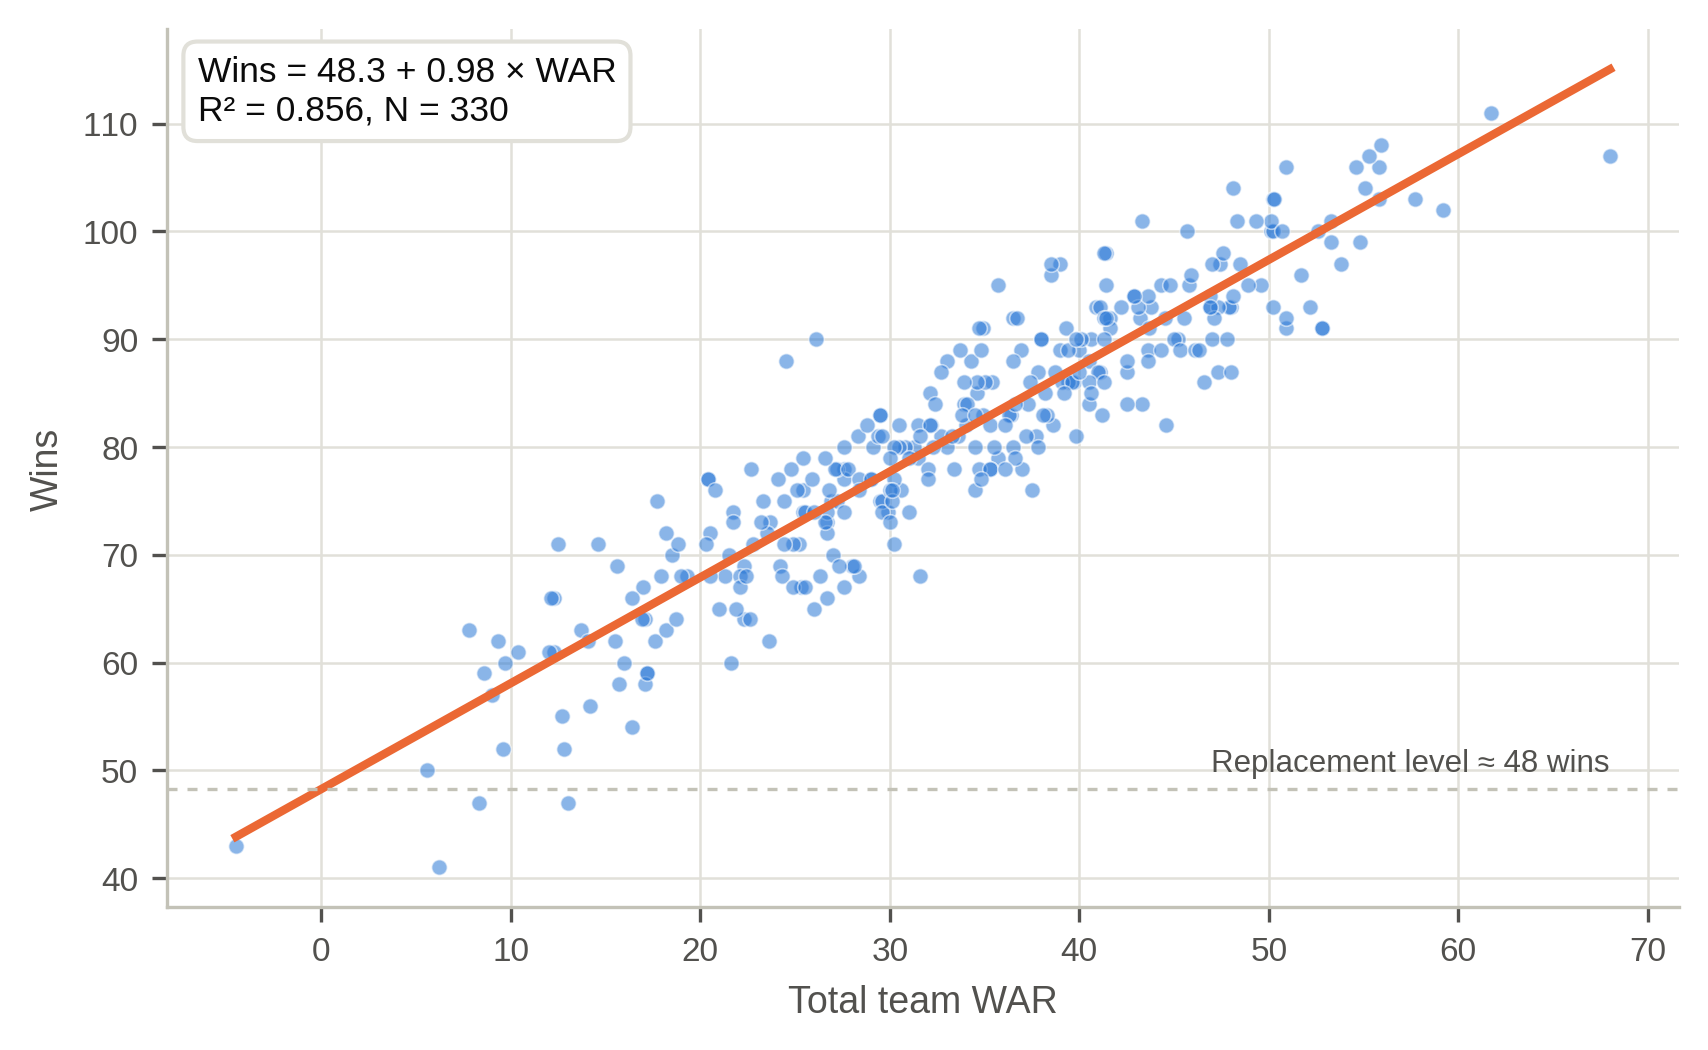 Wins = 48.3 + 0.98 × WAR
R² = 0.856, N = 330
110
100
90
80
70
60
50
40
Wins
Replacement level ≈ 48 wins
0 10 20 30 40 50 60 70
Total team WAR